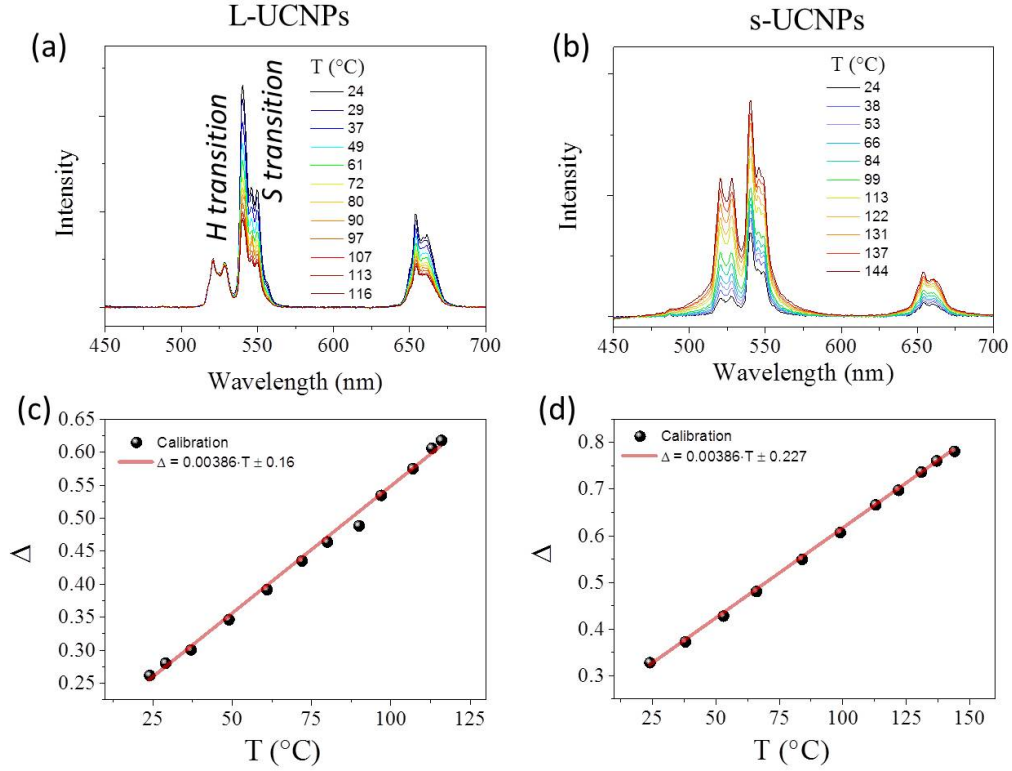 L-UCNPs
s-UCNPs
(a)
H transition
S transition
T (°C)
24
29
37
49
61
72
80
90
97
107
113
116
Intensity
450 500 550 600 650 700
Wavelength (nm)
(b)
T (°C)
24
38
53
66
84
99
113
122
131
137
144
Intensity
450 500 550 600 650 700
Wavelength (nm)
(c)
Calibration
Δ = 0.00386·T ± 0.16
0.65
0.60
0.55
0.50
0.45
0.40
0.35
0.30
0.25
Δ
25 50 75 100 125
T (°C)
(d)
Calibration
Δ = 0.00386·T ± 0.227
0.8
0.7
0.6
0.5
0.4
0.3
Δ
25 50 75 100 125 150
T (°C)